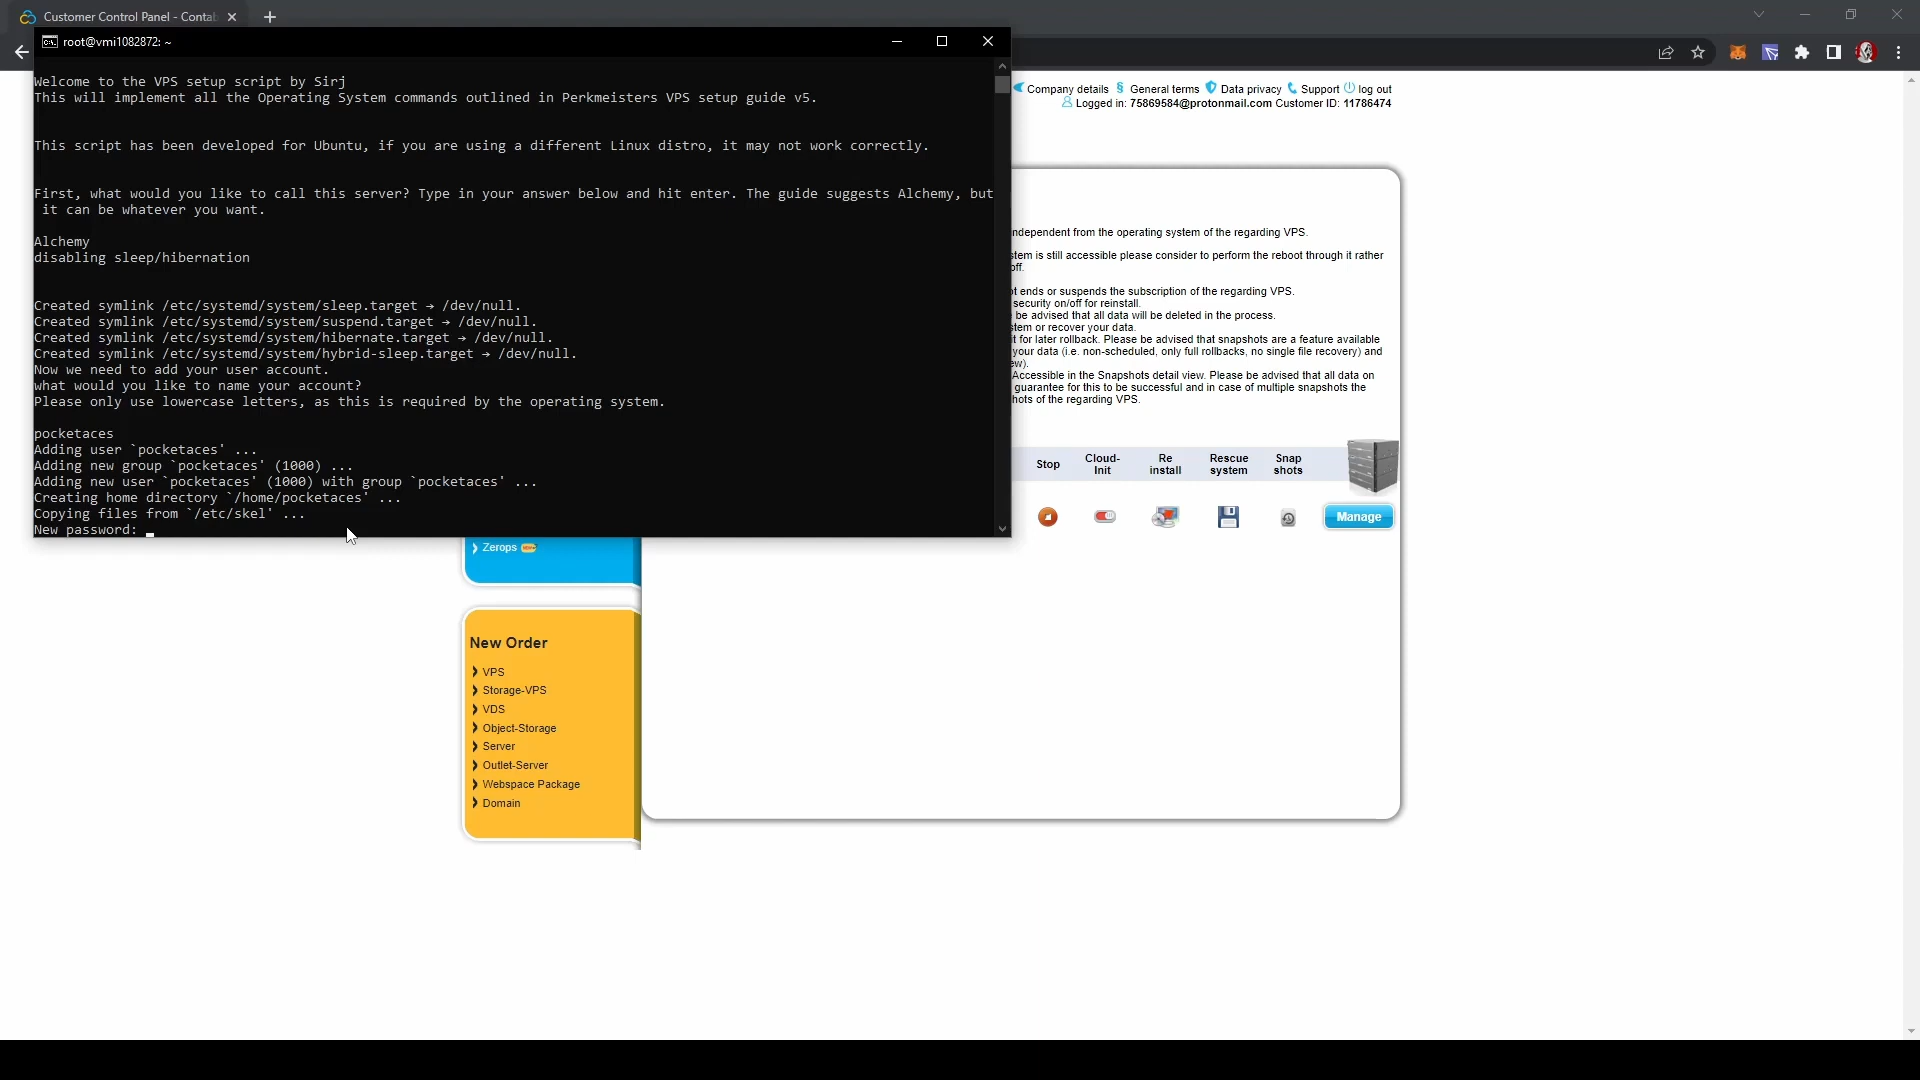 Customer Control Panel - Contab
root@vmi1082872: ~
Welcome to the VPS setup script by Sirj
This will implement all the Operating System commands outlined in Perkmeisters VPS setup guide v5.
This script has been developed for Ubuntu, if you are using a different Linux distro, it may not work correctly.
First, what would you like to call this server? Type in your answer below and hit enter. The guide suggests Alchemy, but
it can be whatever you want.
Alchemy
disabling sleep/hibernation
Created symlink /etc/systemd/system/sleep.target → /dev/null.
Created symlink /etc/systemd/system/suspend.target → /dev/null.
Created symlink /etc/systemd/system/hibernate.target → /dev/null.
Created symlink /etc/systemd/system/hybrid-sleep.target → /dev/null.
Now we need to add your user account.
what would you like to name your account?
Please only use lowercase letters, as this is required by the operating system.
pocketaces
Adding user `pocketaces' ...
Adding new group `pocketaces' (1000) ...
Adding new user `pocketaces' (1000) with group `pocketaces' ...
Creating home directory `/home/pocketaces' ...
Copying files from `/etc/skel' ...
New password:
Company details § General terms Data privacy Support log out
Logged in: 75869584@protonmail.com Customer ID: 11786474
ndependent from the operating system of the regarding VPS.
stem is still accessible please consider to perform the reboot through it rather
off.
ot ends or suspends the subscription of the regarding VPS.
security on/off for reinstall.
be advised that all data will be deleted in the process.
stem or recover your data.
it for later rollback. Please be advised that snapshots are a feature available
your data (i.e. non-scheduled, only full rollbacks, no single file recovery) and
ew).
Accessible in the Snapshots detail view. Please be advised that all data on
guarantee for this to be successful and in case of multiple snapshots the
hots of the regarding VPS.
Stop Cloud-Init Re install Rescue system Snap shots
Manage
Zerops
New Order
VPS
Storage-VPS
VDS
Object-Storage
Server
Outlet-Server
Webspace Package
Domain